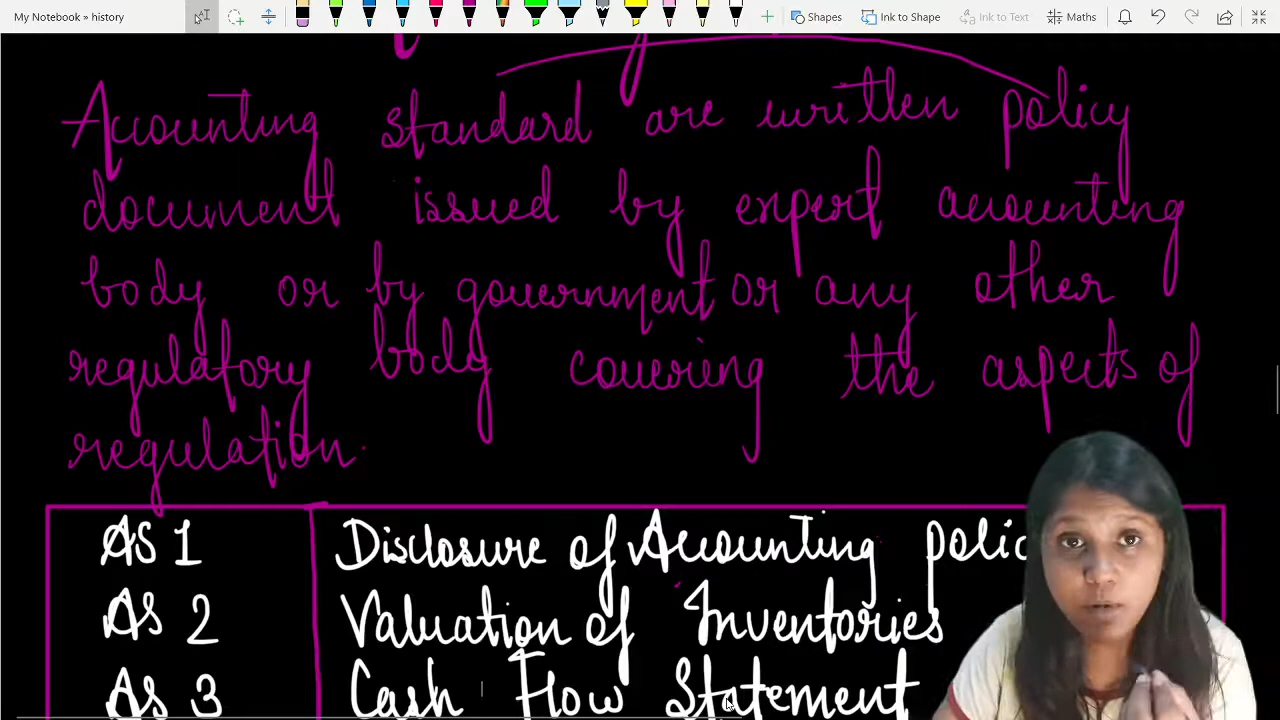 My Notebook » history
Shapes Ink to Shape Ink to Text Maths
Accounting standard are written policy
document issued by expert accounting
body or by government or any other
regulatory body covering the aspects of
regulation.
AS 1 Disclosure of Accounting polic
AS 2 Valuation of Inventories
AS 3 Cash Flow Statement